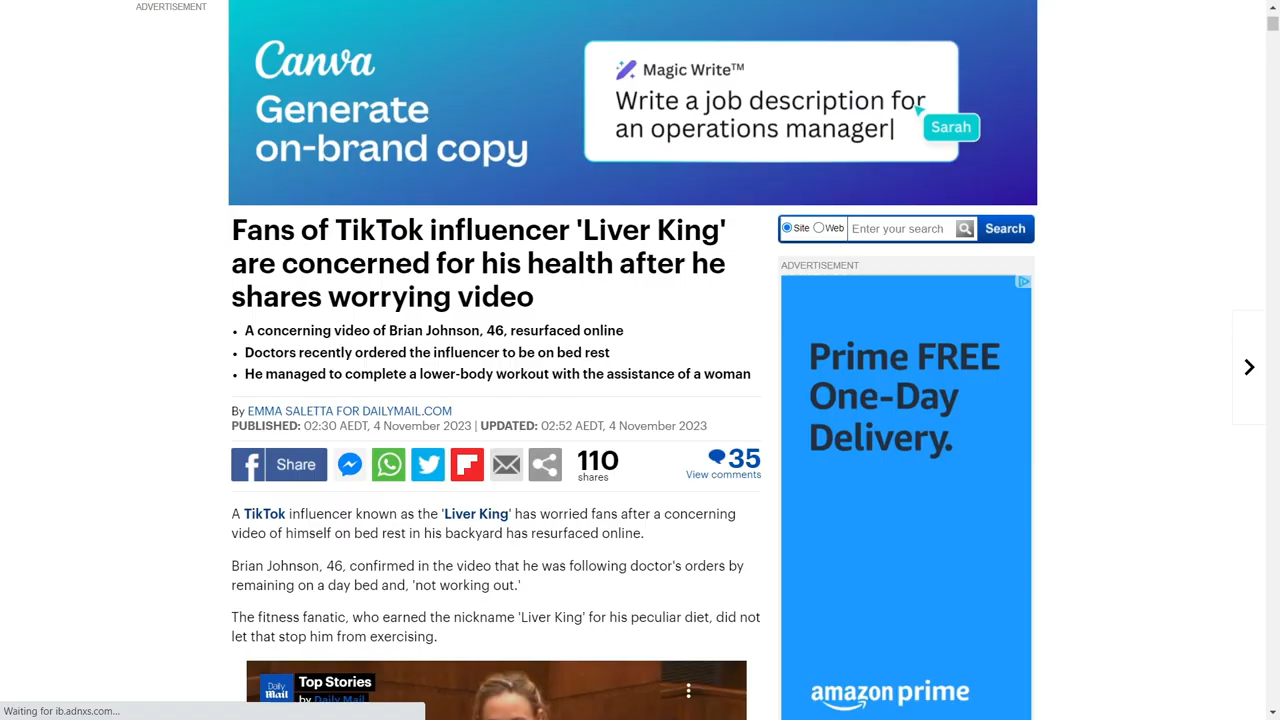 ADVERTISEMENT
Canva
Generate
on-brand copy
Magic Write™
Write a job description for
an operations manager|
Sarah
Fans of TikTok influencer 'Liver King'
are concerned for his health after he
shares worrying video
• A concerning video of Brian Johnson, 46, resurfaced online
• Doctors recently ordered the influencer to be on bed rest
• He managed to complete a lower-body workout with the assistance of a woman
By EMMA SALETTA FOR DAILYMAIL.COM
PUBLISHED: 02:30 AEDT, 4 November 2023 | UPDATED: 02:52 AEDT, 4 November 2023
Share
110
shares
35
View comments
A TikTok influencer known as the 'Liver King' has worried fans after a concerning
video of himself on bed rest in his backyard has resurfaced online.
Brian Johnson, 46, confirmed in the video that he was following doctor's orders by
remaining on a day bed and, 'not working out.'
The fitness fanatic, who earned the nickname 'Liver King' for his peculiar diet, did not
let that stop him from exercising.
Daily Mail
Top Stories
by Daily Mail
Site Web Enter your search Search
ADVERTISEMENT
Prime FREE
One-Day
Delivery.
amazon prime
Waiting for ib.adnxs.com...